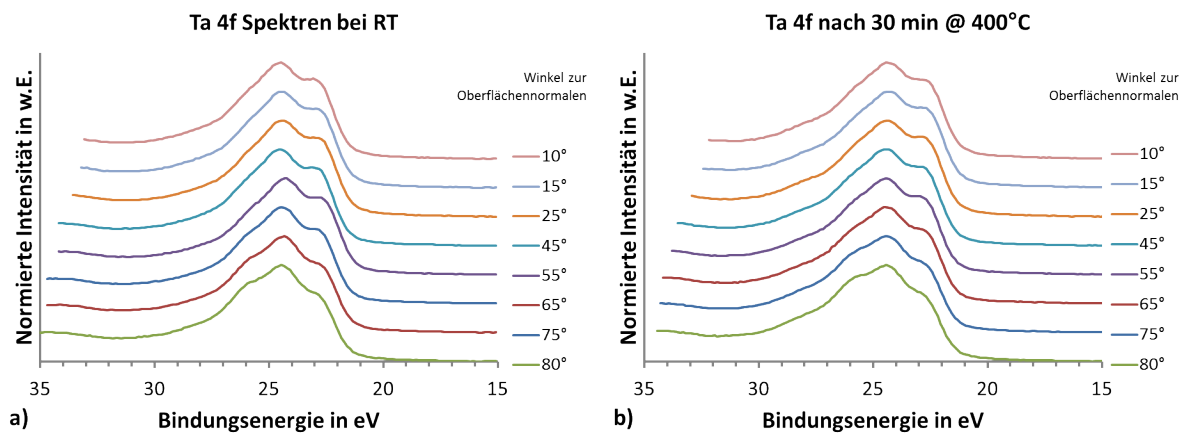 Ta 4f Spektren bei RT
Normierte Intensität in w.E.
Winkel zur
Oberflächennormalen
10°
15°
25°
45°
55°
65°
75°
80°
35 30 25 20 15
Bindungsenergie in eV
a)
Ta 4f nach 30 min @ 400°C
Normierte Intensität in w.E.
Winkel zur
Oberflächennormalen
10°
15°
25°
45°
55°
65°
75°
80°
35 30 25 20 15
Bindungsenergie in eV
b)